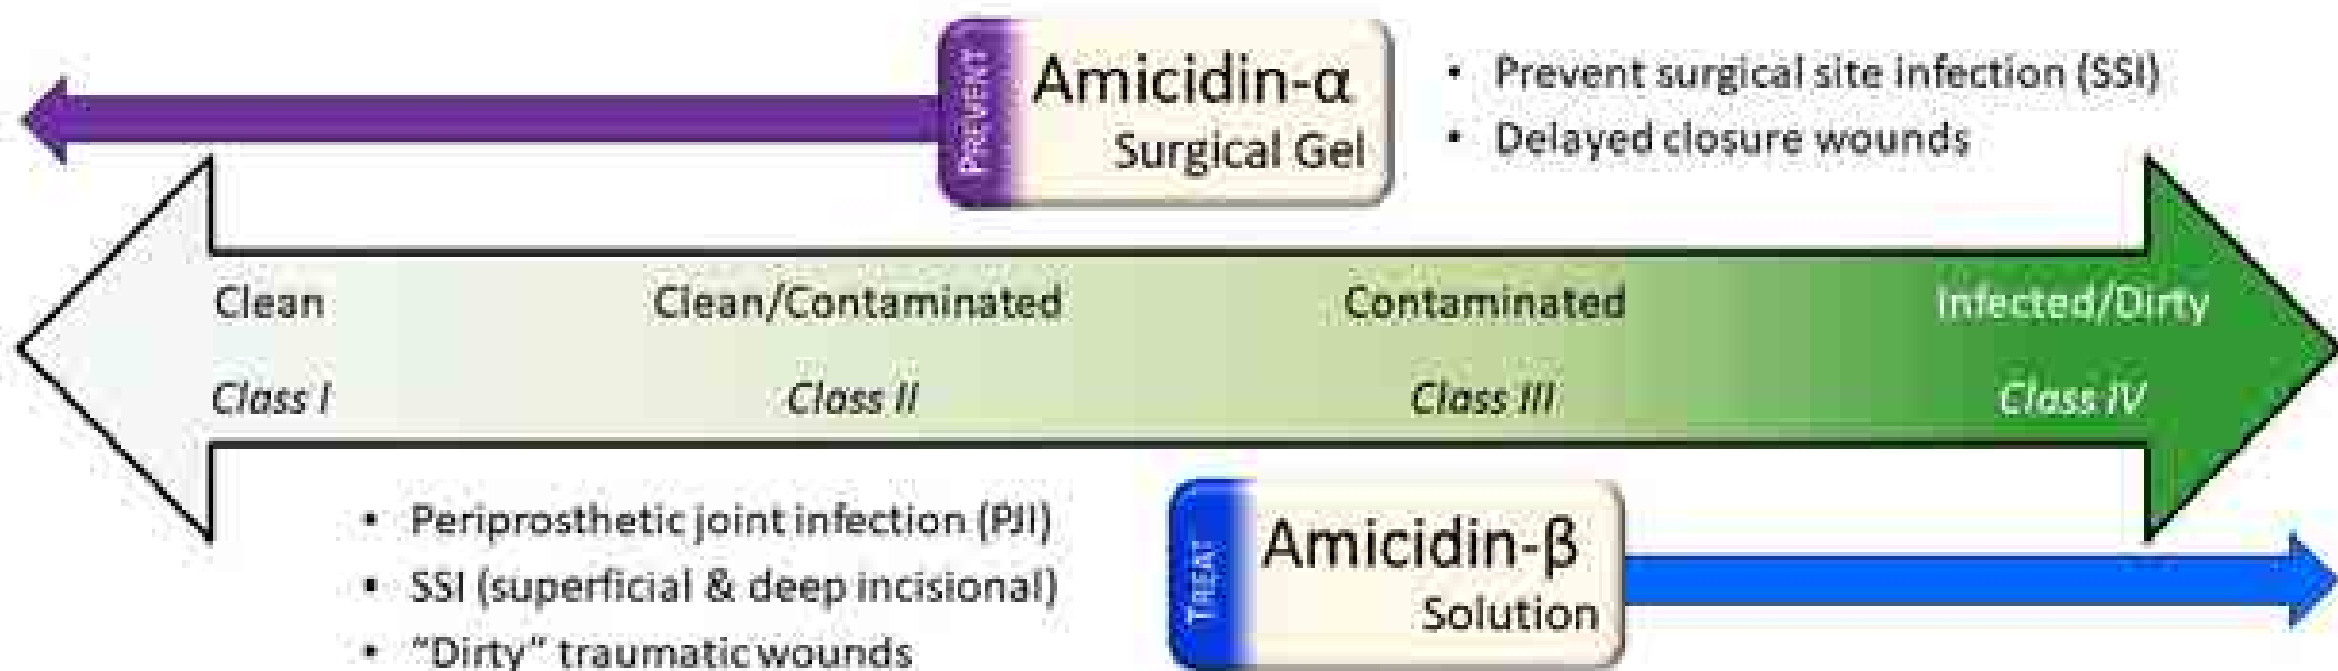 PREVENT
Amicidin-α
Surgical Gel
• Prevent surgical site infection (SSI)
• Delayed closure wounds
Clean Clean/Contaminated Contaminated Infected/Dirty
Class I Class II Class III Class IV
• Periprosthetic joint infection (PJI)
• SSI (superficial & deep incisional)
• “Dirty” traumatic wounds
TREAT
Amicidin-β
Solution